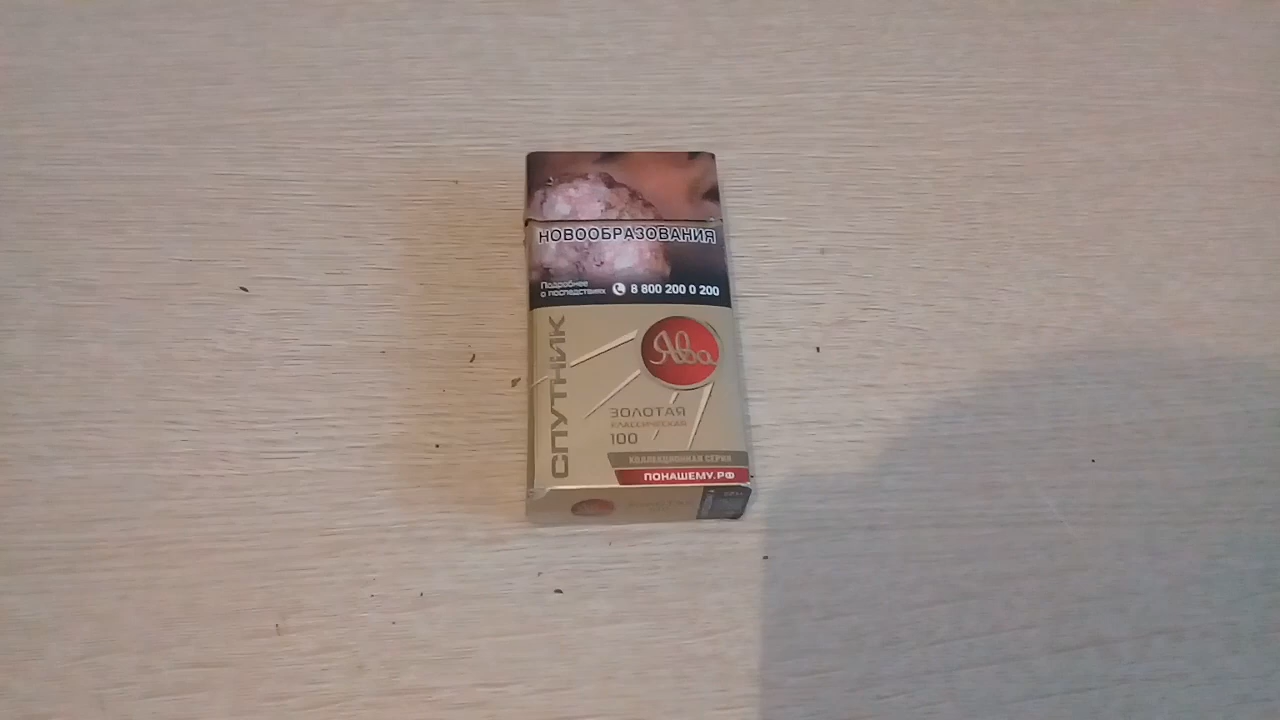 НОВООБРАЗОВАНИЯ
Подробнее
о последствиях
8 800 200 0 200
СПУТНИК
Ява
ЗОЛОТАЯ
КЛАССИЧЕСКАЯ
100
КОЛЛЕКЦИОННАЯ СЕРИЯ
ПОНАШЕМУ.РФ